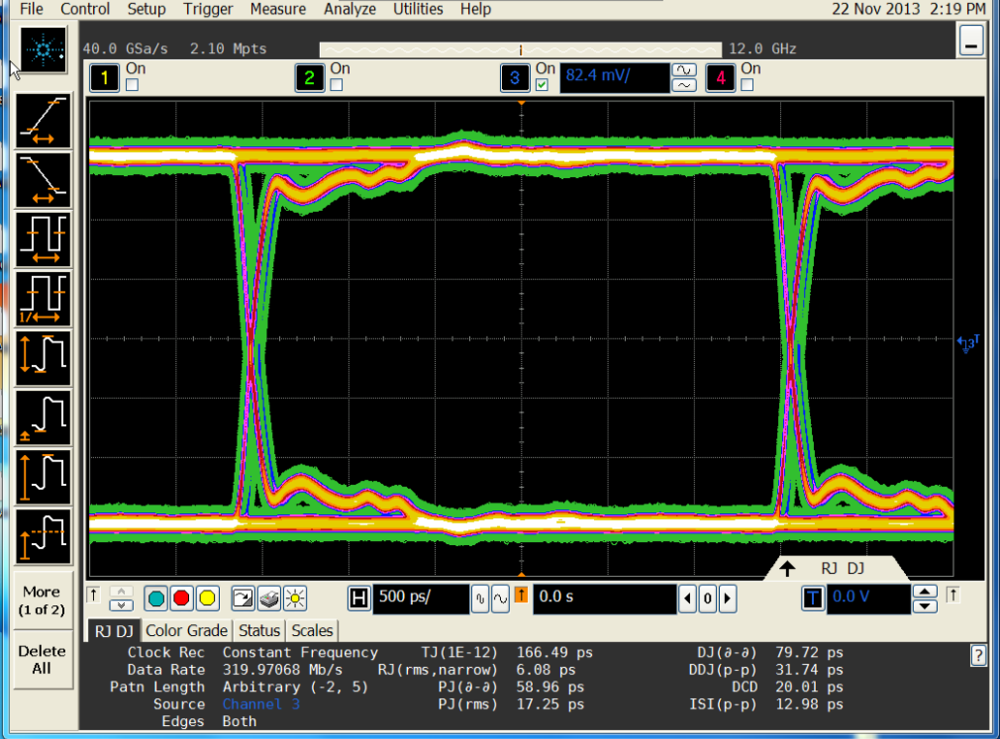 File Control Setup Trigger Measure Analyze Utilities Help 22 Nov 2013 2:19 PM
40.0 GSa/s 2.10 Mpts 12.0 GHz
1 On 2 On 3 On 82.4 mV/ 4 On
1/
3 T
More
(1 of 2)
Delete
All
RJ DJ
H 500 ps/ 0.0 s 0 T 0.0 V
RJ DJ Color Grade Status Scales
Clock Rec Constant Frequency TJ(1E-12) 166.49 ps DJ(∂-∂) 79.72 ps
Data Rate 319.97068 Mb/s RJ(rms,narrow) 6.08 ps DDJ(p-p) 31.74 ps
Patn Length Arbitrary (-2, 5) PJ(∂-∂) 58.96 ps DCD 20.01 ps
Source Channel 3 PJ(rms) 17.25 ps ISI(p-p) 12.98 ps
Edges Both
?